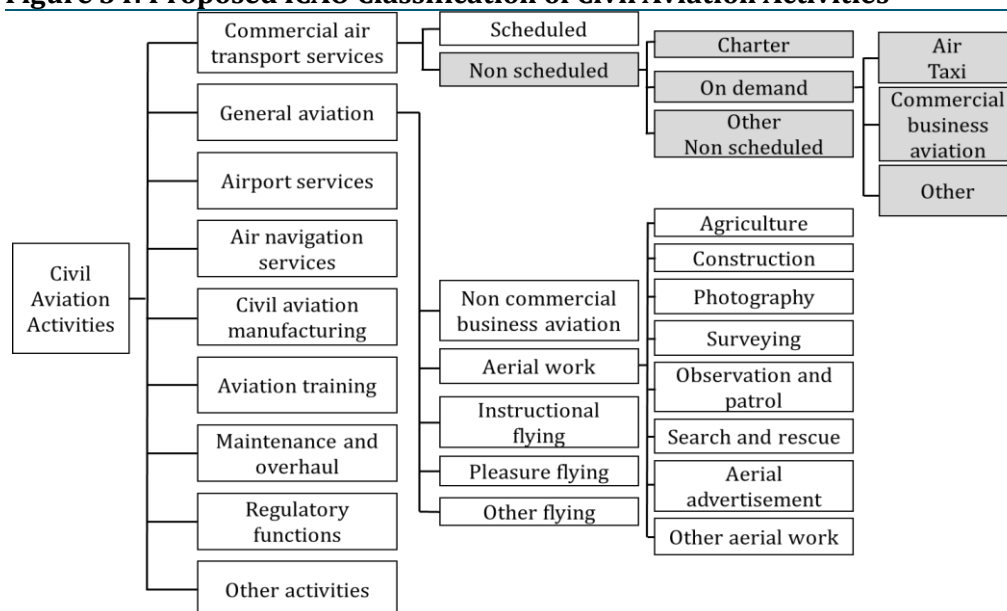 Figure Proposed ICAO Classification of Civil Aviation Activities
Civil
Aviation
Activities
Commercial air
transport services
General aviation
Airport services
Air navigation
services
Civil aviation
manufacturing
Aviation training
Maintenance and
overhaul
Regulatory
functions
Other activities
Scheduled
Non scheduled
Charter
On demand
Other
Non scheduled
Air
Taxi
Commercial
business
aviation
Other
Non commercial
business aviation
Aerial work
Instructional
flying
Pleasure flying
Other flying
Agriculture
Construction
Photography
Surveying
Observation and
patrol
Search and rescue
Aerial
advertisement
Other aerial work